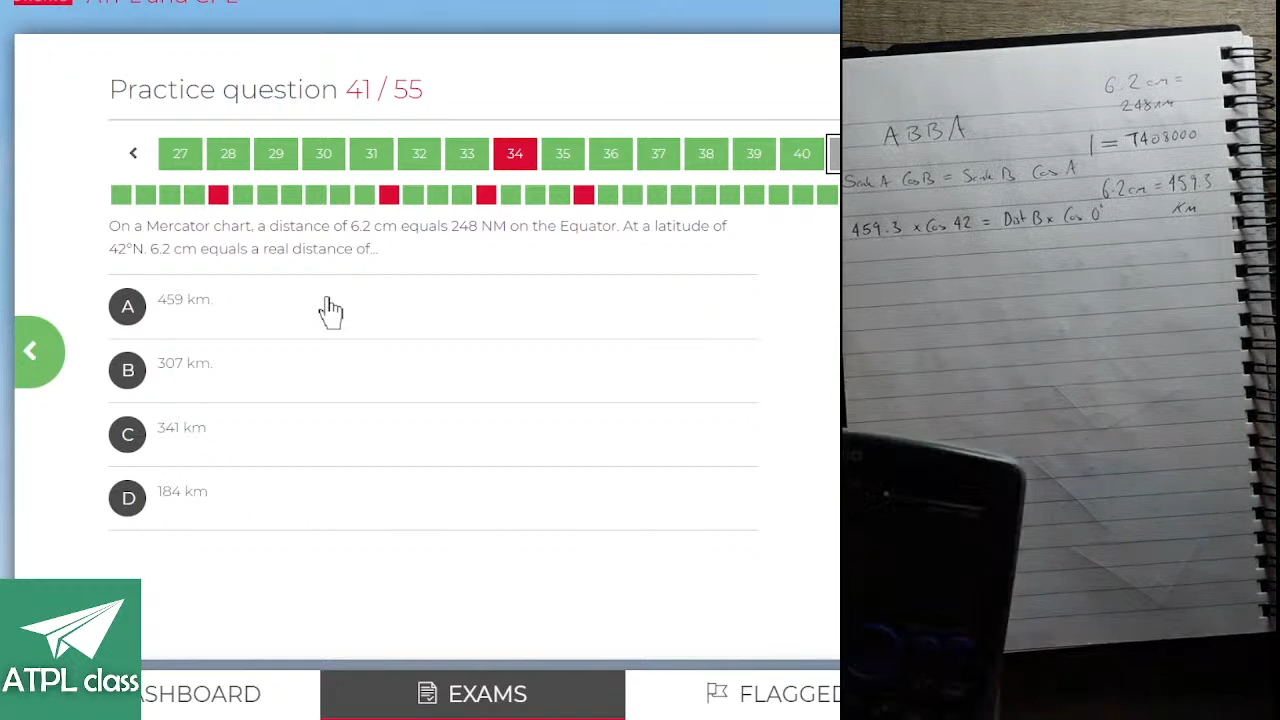 ATPL and CPL
Practice question 41 / 55
27 28 29 30 31 32 33 34 35 36 37 38 39 40
On a Mercator chart, a distance of 6.2 cm equals 248 NM on the Equator. At a latitude of
42°N. 6.2 cm equals a real distance of...
A 459 km.
B 307 km.
C 341 km
D 184 km
ATPL class
ASHBOARD
EXAMS
FLAGGED
6.2 cm =
248 NM
ABBA
1 = 7408000
Scale A Cos B = Scale B Cos A
6.2 cm = 459.3
KM
459.3 x Cos 42 = Dist B x Cos 0°